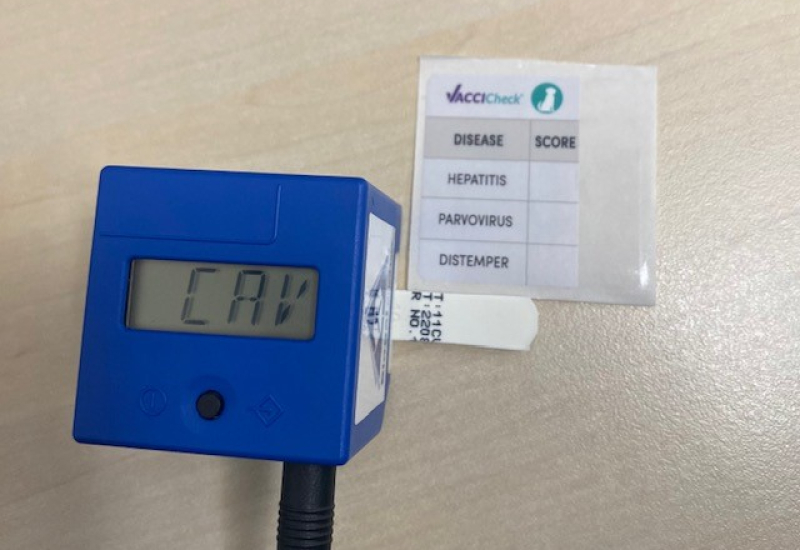 VACCICheck
DISEASE SCORE
HEPATITIS
PARVOVIRUS
DISTEMPER
CAV